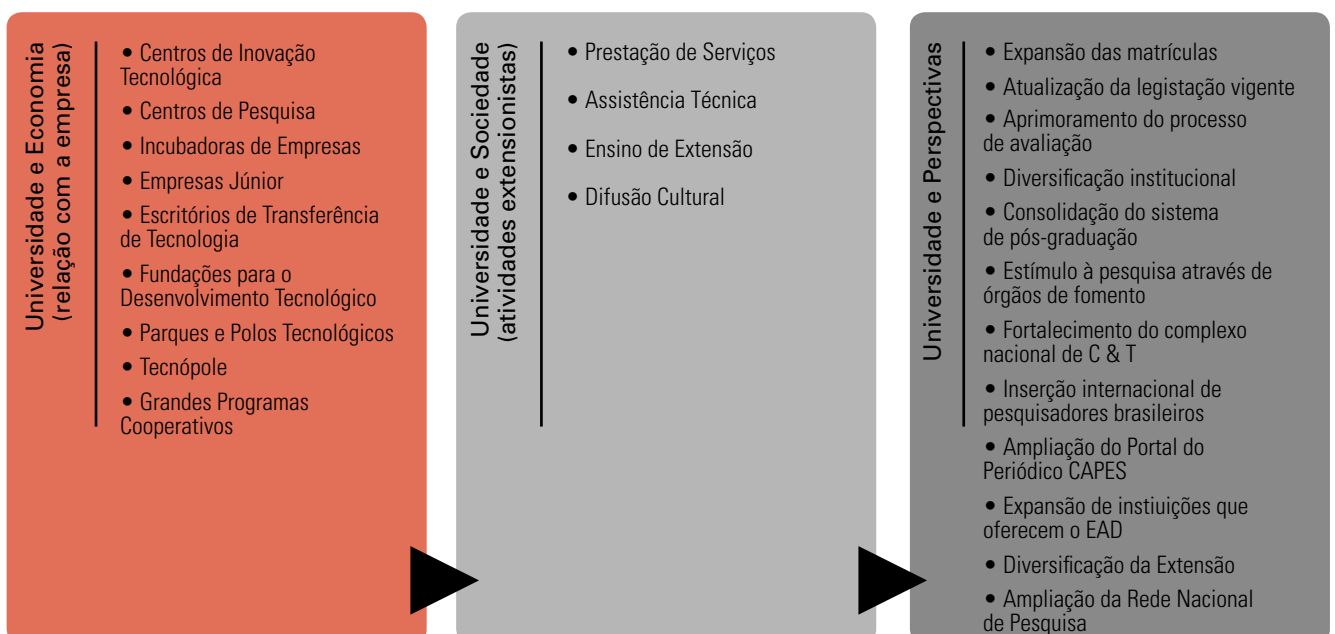 Universidade e Economia
(relação com a empresa)
• Centros de Inovação
Tecnológica
• Centros de Pesquisa
• Incubadoras de Empresas
• Empresas Júnior
• Escritórios de Transferência
de Tecnologia
• Fundações para o
Desenvolvimento Tecnológico
• Parques e Polos Tecnológicos
• Tecnópole
• Grandes Programas
Cooperativos
Universidade e Sociedade
(atividades extensionistas)
• Prestação de Serviços
• Assistência Técnica
• Ensino de Extensão
• Difusão Cultural
Universidade e Perspectivas
• Expansão das matrículas
• Atualização da legistação vigente
• Aprimoramento do processo
de avaliação
• Diversificação institucional
• Consolidação do sistema
de pós-graduação
• Estímulo à pesquisa através de
órgãos de fomento
• Fortalecimento do complexo
nacional de C & T
• Inserção internacional de
pesquisadores brasileiros
• Ampliação do Portal do
Periódico CAPES
• Expansão de instiuições que
oferecem o EAD
• Diversificação da Extensão
• Ampliação da Rede Nacional
de Pesquisa